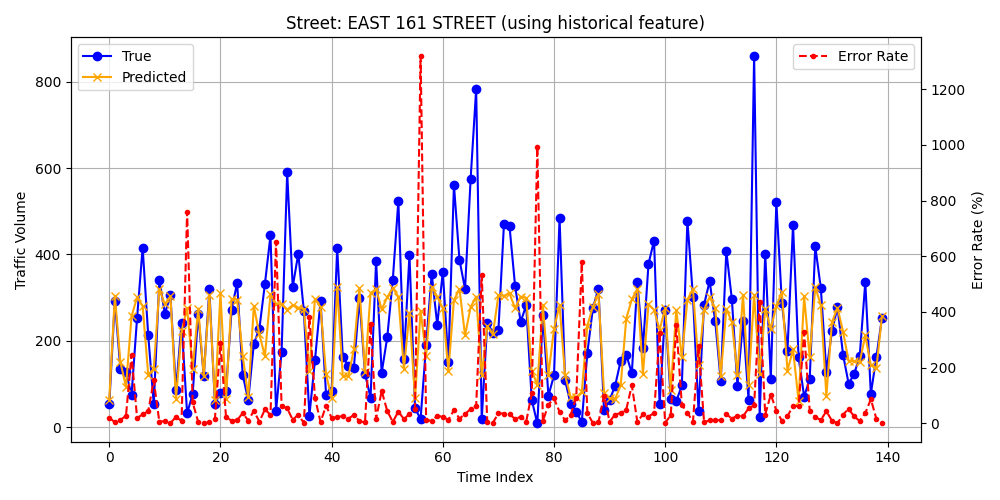 Street: EAST 161 STREET (using historical feature)
True
Predicted
Error Rate
Traffic Volume
800
600
400
200
0
1200
1000
800
600
400
200
0
Error Rate (%)
0 20 40 60 80 100 120 140
Time Index